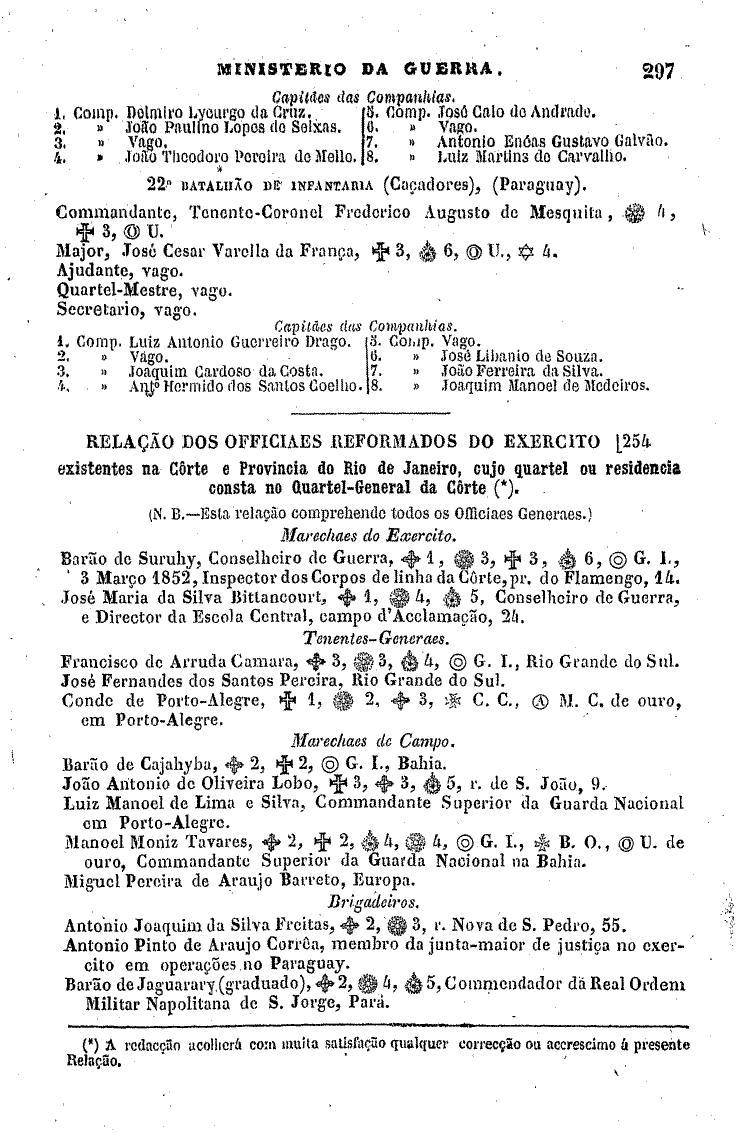 MINISTERIO DA GUERRA. 297
Capitães das Companhias.
1. Comp. Delmiro Lycurgo da Cruz. 5. Comp. José Caio de Andrade.
2. » João Paulino Lopes de Seixas. 6. » Vago.
3. » Vago. 7. » Antonio Enéas Gustavo Galvão.
4. » João Theodoro Pereira de Mello. 8. » Luiz Martins de Carvalho.
22º BATALHÃO DE INFANTARIA (Caçadores), (Paraguay).
Commandante, Tenente-Coronel Frederico Augusto de Mesquita, 4,
3, U.
Major, José Cesar Varella da França, 3, 6, U., 4.
Ajudante, vago.
Quartel-Mestre, vago.
Secretario, vago.
Capitães das Companhias.
1. Comp. Luiz Antonio Guerreiro Drago. 5. Comp. Vago.
2. » Vago. 6. » José Libanio de Souza.
3. » Joaquim Cardoso da Costa. 7. » João Ferreira da Silva.
4. » Antº Hermido dos Santos Coelho. 8. » Joaquim Manoel de Medeiros.
RELAÇÃO DOS OFFICIAES REFORMADOS DO EXERCITO [254
existentes na Côrte e Provincia do Rio de Janeiro, cujo quartel ou residencia
consta no Quartel-General da Côrte (*).
(N. B.—Esta relação comprehende todos os Officiaes Generaes.)
Marechaes do Exercito.
Barão de Suruhy, Conselheiro de Guerra, 1, 3, 3, 6, G. I.,
3 Março 1852, Inspector dos Corpos de linha da Côrte, pr. do Flamengo, 14.
José Maria da Silva Bittancourt, 1, 4, 5, Conselheiro de Guerra,
e Director da Escola Central, campo d'Acclamação, 24.
Tenentes-Generaes.
Francisco de Arruda Camara, 3, 3, 4, G. I., Rio Grande do Sul.
José Fernandes dos Santos Pereira, Rio Grande do Sul.
Conde de Porto-Alegre, 1, 2, 3, C. C., A M. C. de ouro,
em Porto-Alegre.
Marechaes de Campo.
Barão de Cajahyba, 2, 2, G. I., Bahia.
João Antonio de Oliveira Lobo, 3, 3, 5, r. de S. João, 9.
Luiz Manoel de Lima e Silva, Commandante Superior da Guarda Nacional
em Porto-Alegre.
Manoel Moniz Tavares, 2, 2, 4, 4, G. I., B. O., U. de
ouro, Commandante Superior da Guarda Nacional na Bahia.
Miguel Pereira de Araujo Barreto, Europa.
Brigadeiros.
Antonio Joaquim da Silva Freitas, 2, 3, r. Nova de S. Pedro, 55.
Antonio Pinto de Araujo Corrêa, membro da junta-maior de justiça no exer-
cito em operações no Paraguay.
Barão de Jaguarary (graduado), 2, 4, 5, Commendador da Real Ordem
Militar Napolitana de S. Jorge, Pará.
(*) A redacção acolherá com muita satisfação qualquer correcção ou accrescimo á presente
Relação.